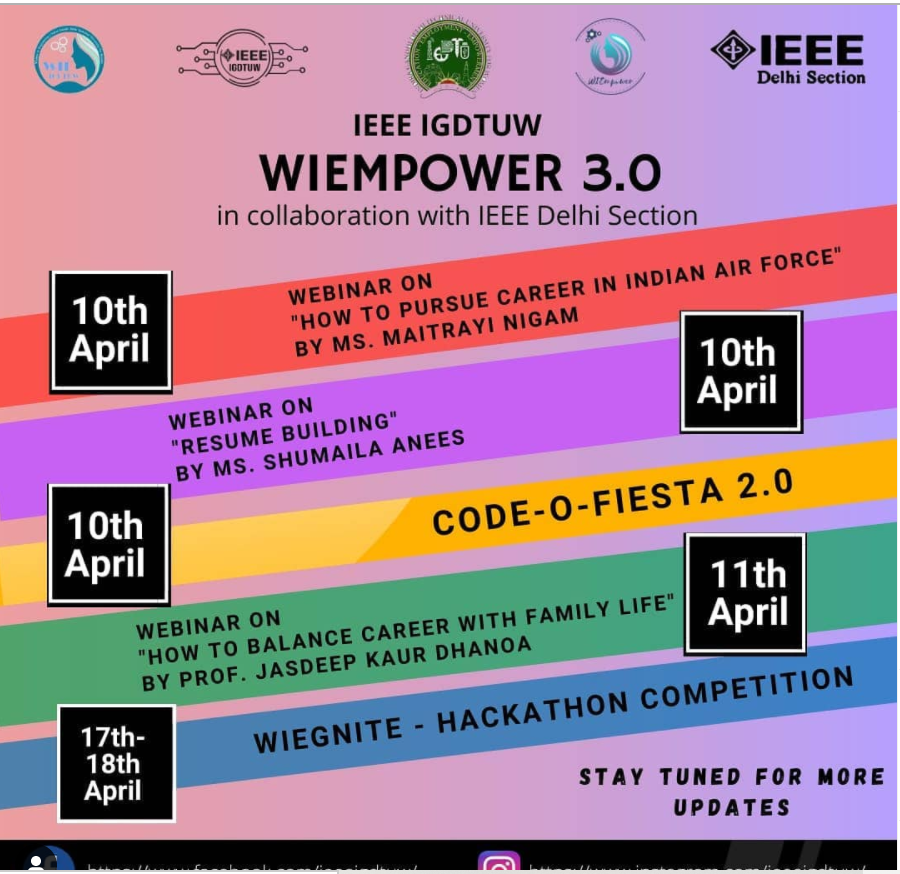 IEEE
IGDTUW
IEEE
Delhi Section
IEEE IGDTUW
WIEMPOWER 3.0
in collaboration with IEEE Delhi Section
10th
April
WEBINAR ON
"HOW TO PURSUE CAREER IN INDIAN AIR FORCE"
BY MS. MAITRAYI NIGAM
10th
April
WEBINAR ON
"RESUME BUILDING"
BY MS. SHUMAILA ANEES
10th
April
CODE-O-FIESTA 2.0
11th
April
WEBINAR ON
"HOW TO BALANCE CAREER WITH FAMILY LIFE"
BY PROF. JASDEEP KAUR DHANOA
17th-
18th
April
WIEGNITE - HACKATHON COMPETITION
STAY TUNED FOR MORE
UPDATES